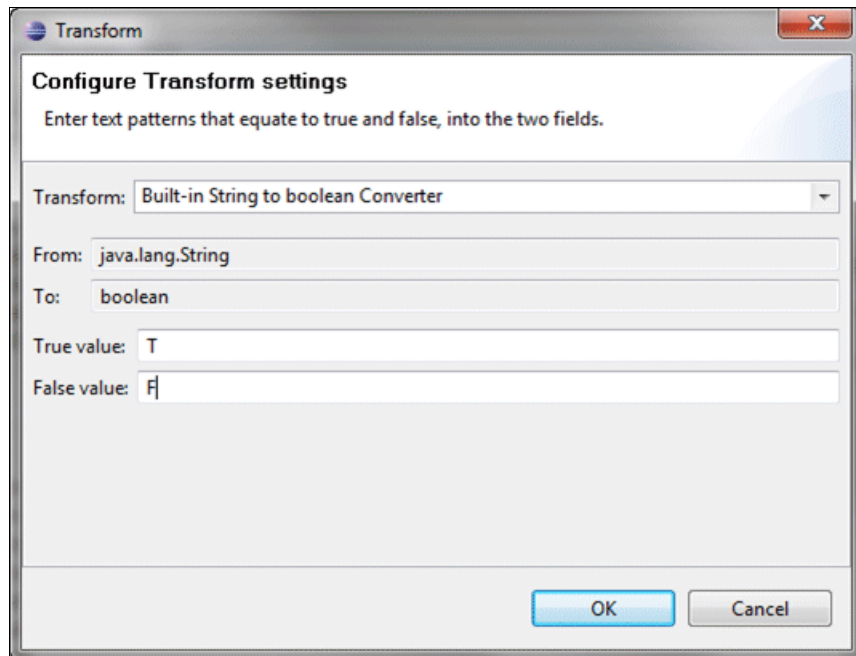 Transform
Configure Transform settings
Enter text patterns that equate to true and false, into the two fields.
Transform: Built-in String to boolean Converter
From: java.lang.String
To: boolean
True value: T
False value: F
OK Cancel